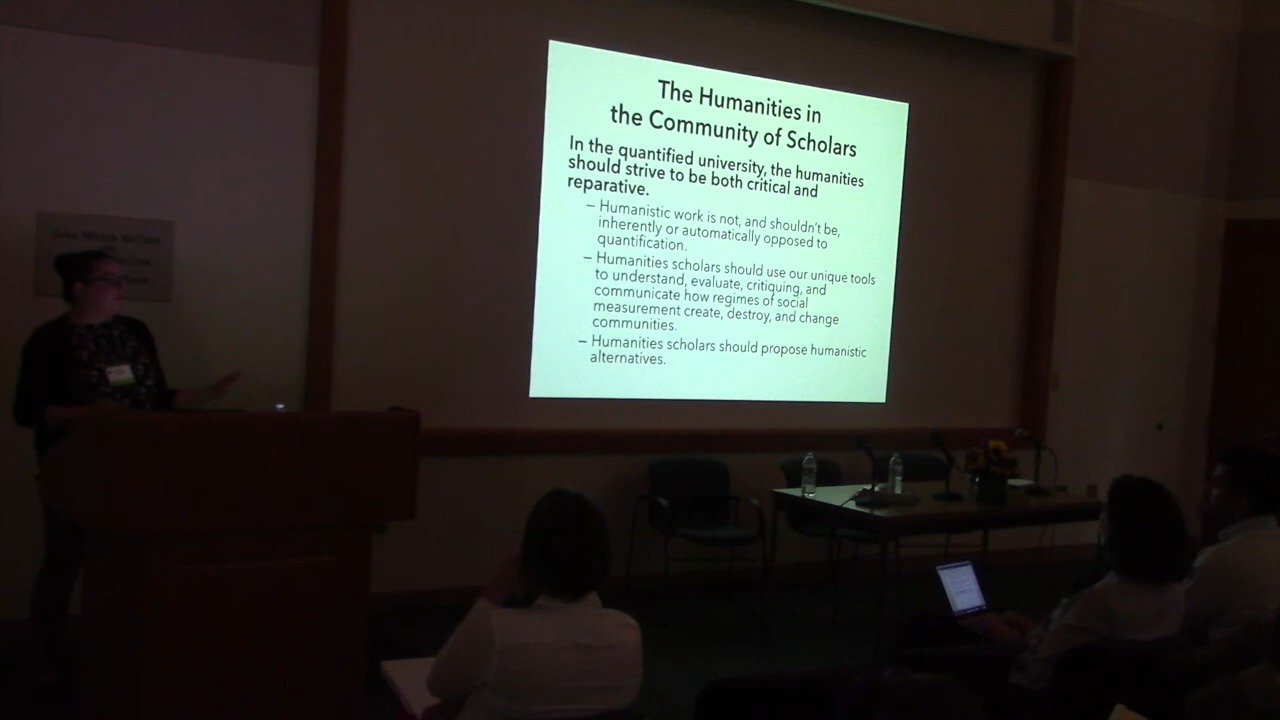 The Humanities in
the Community of Scholars
In the quantified university, the humanities
should strive to be both critical and
reparative.
– Humanistic work is not, and shouldn't be,
inherently or automatically opposed to
quantification.
– Humanities scholars should use our unique tools
to understand, evaluate, critiquing, and
communicate how regimes of social
measurement create, destroy, and change
communities.
– Humanities scholars should propose humanistic
alternatives.